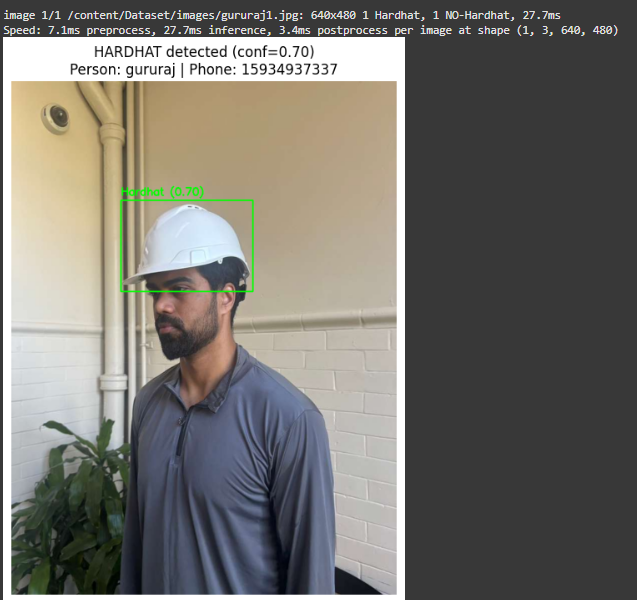 image 1/1 /content/Dataset/images/gururaj1.jpg: 640x480 1 Hardhat, 1 NO-Hardhat, 27.7ms
Speed: 7.1ms preprocess, 27.7ms inference, 3.4ms postprocess per image at shape (1, 3, 640, 480)
HARDHAT detected (conf=0.70)
Person: gururaj | Phone: 15934937337
Hardhat (0.70)